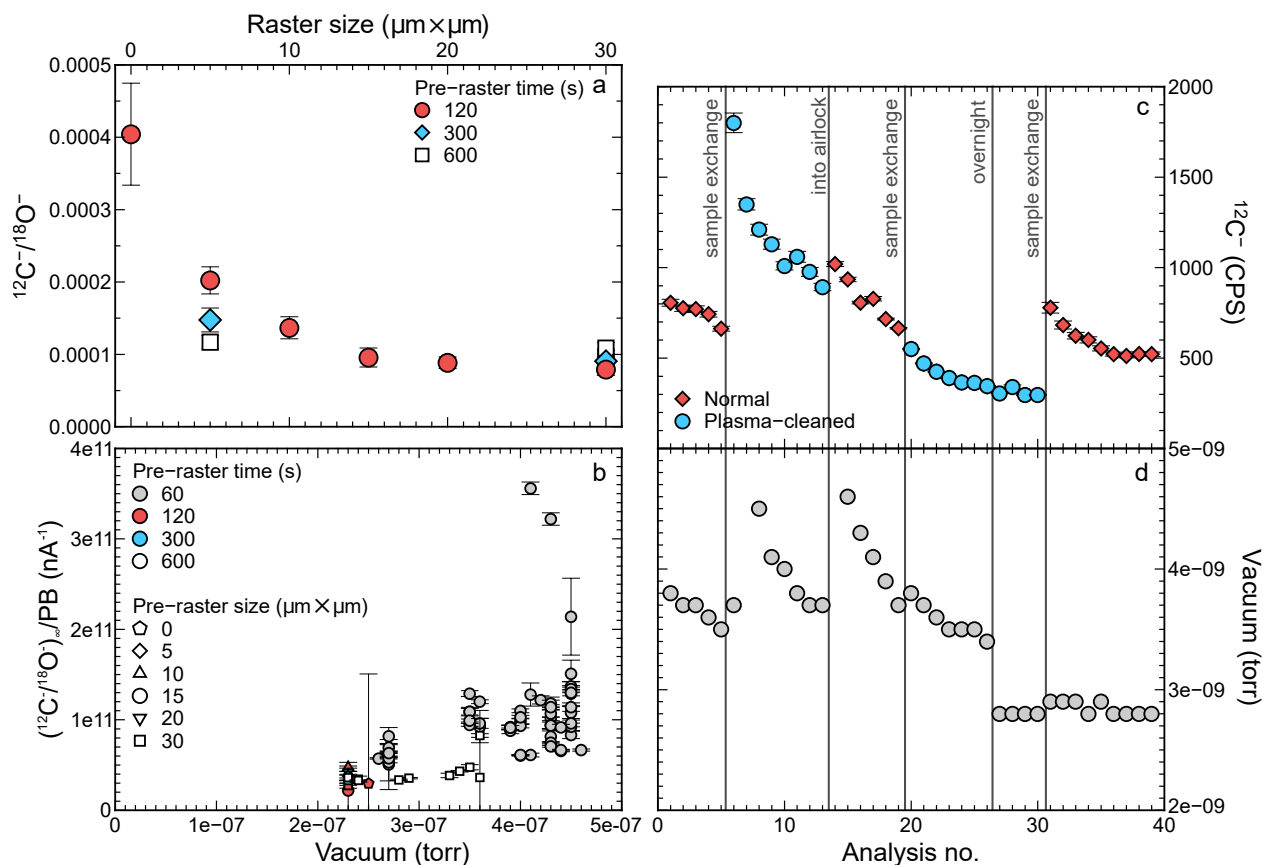 Raster size (μm×μm)
0 10 20 30
0.0005
0.0004
0.0003
0.0002
0.0001
0.0000
¹²C⁻/¹⁸O⁻
Pre−raster time (s)
120
300
600
a
4e11
3e11
2e11
1e11
0
(¹²C⁻/¹⁸O⁻)∞/PB (nA⁻¹)
Pre−raster time (s)
60
120
300
600
Pre−raster size (μm×μm)
0
5
10
15
20
30
b
0 1e−07 2e−07 3e−07 4e−07 5e−07
Vacuum (torr)
sample exchange
into airlock
sample exchange
overnight
sample exchange
c
Normal
Plasma−cleaned
2000
1500
1000
500
¹²C⁻ (CPS)
d
5e−09
4e−09
3e−09
2e−09
Vacuum (torr)
0 10 20 30 40
Analysis no.